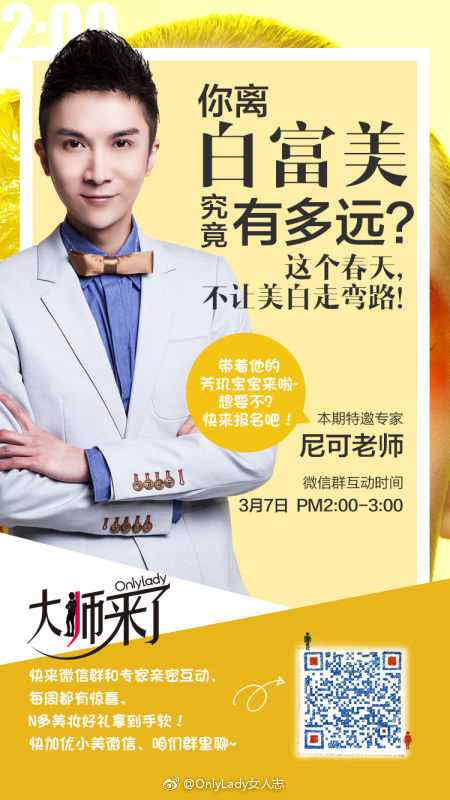 2:00
你离
白富美
究竟
有多远?
这个春天,
不让美白走弯路!
带着他的
芳玑宝宝来啦~
想要不?
快来报名吧!
本期特邀专家
尼可老师
微信群互动时间
3月7日 PM2:00-3:00
Onlylady
大师来了
快来微信群和专家亲密互动、
每周都有惊喜、
N多美妆好礼拿到手软!
快加优小美微信、咱们群里聊~
@OnlyLady女人志